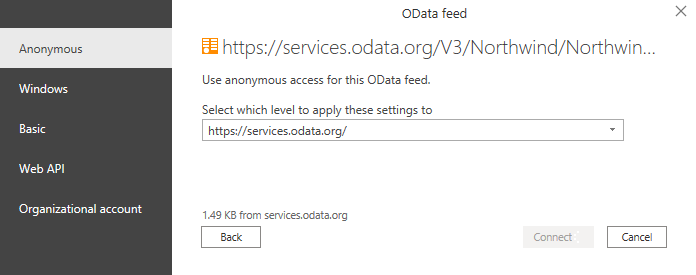 OData feed
Anonymous
Windows
Basic
Web API
Organizational account
https://services.odata.org/V3/Northwind/Northwin...
Use anonymous access for this OData feed.
Select which level to apply these settings to
https://services.odata.org/
1.49 KB from services.odata.org
Back
Connect
Cancel